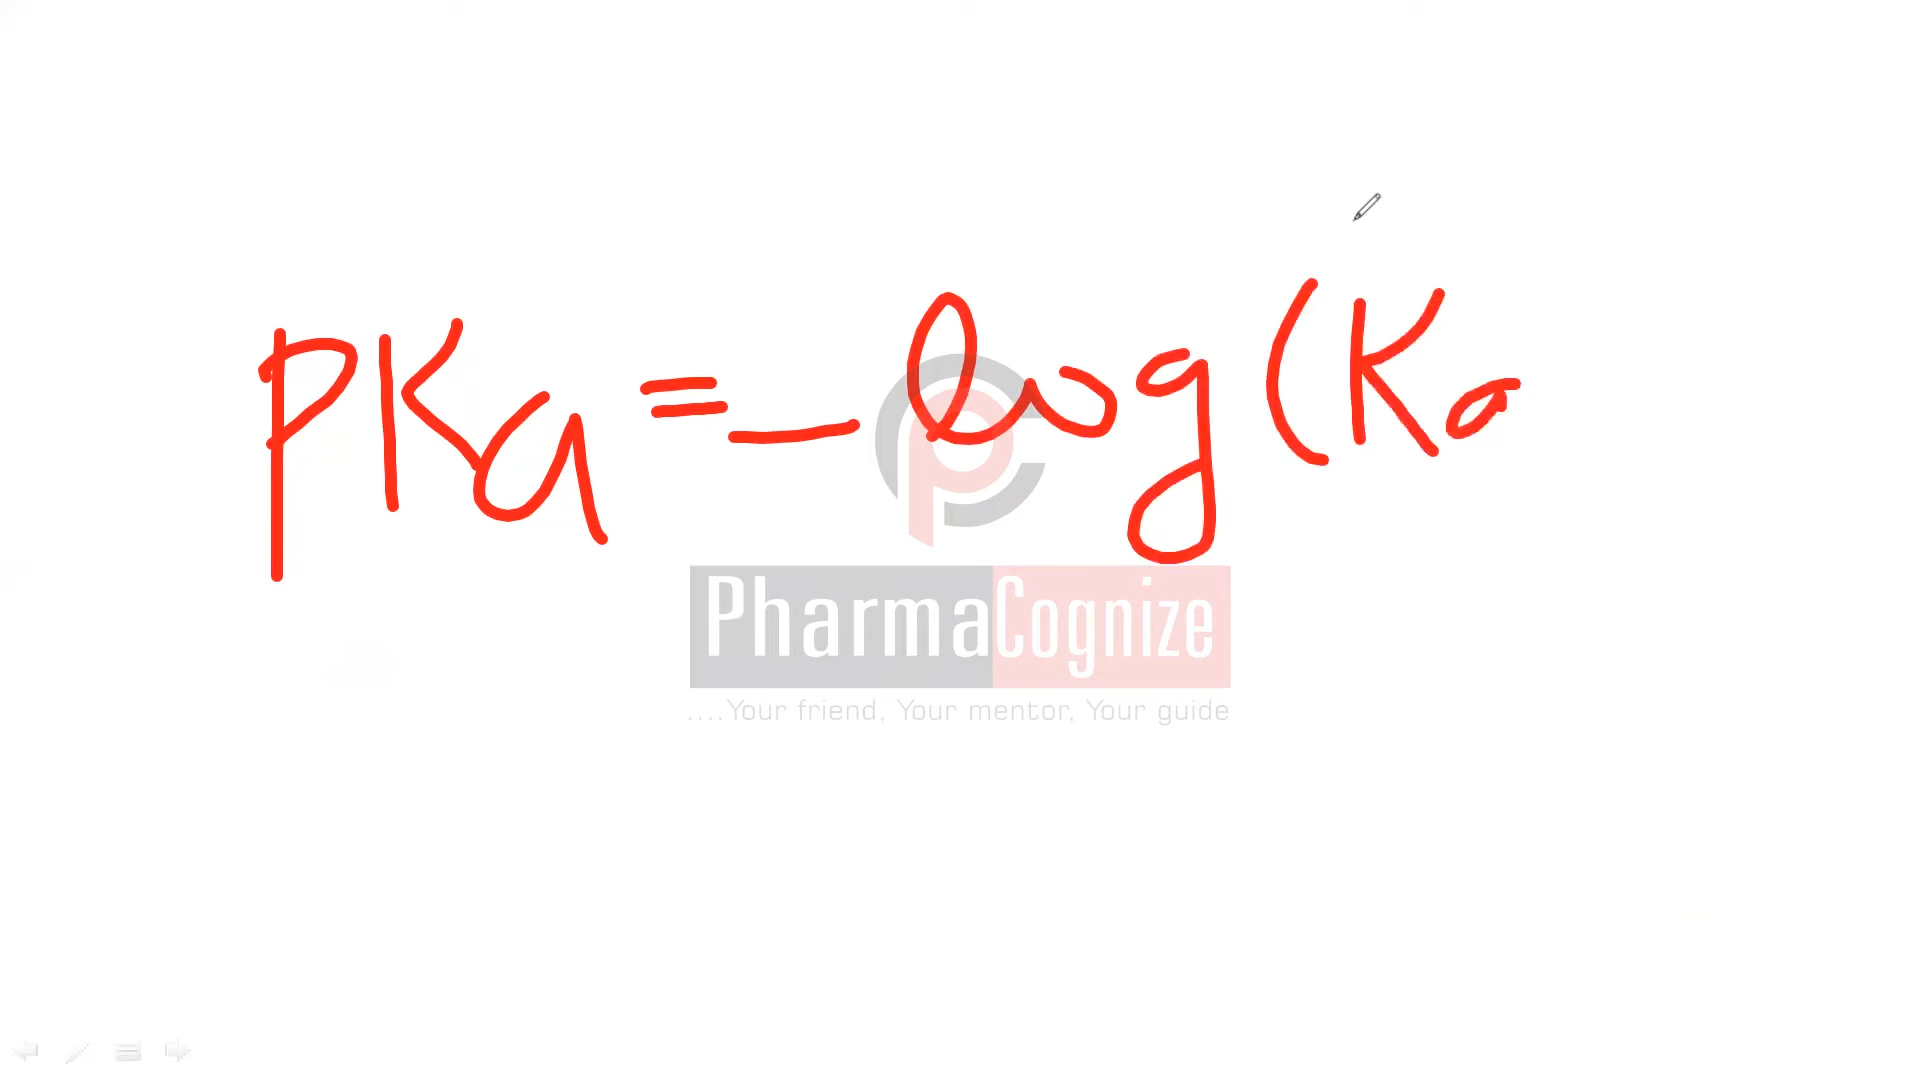 pKa = - log (Ka
PharmaCognize
....Your friend, Your mentor, Your guide